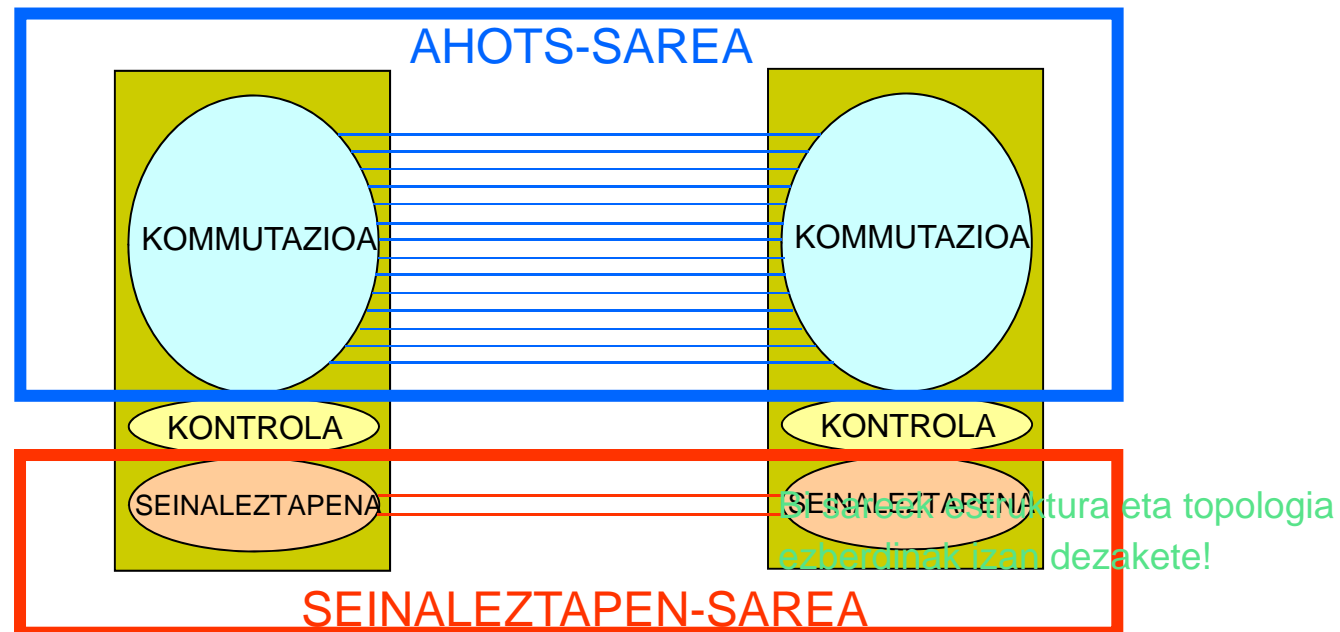 AHOTS-SAREA
KOMMUTAZIOA
KOMMUTAZIOA
KONTROLA
KONTROLA
SEINALEZTAPENA
SEINALEZTAPENA
Bi sareek estruktura eta topologia
ezberdinak izan dezakete!
SEINALEZTAPEN-SAREA